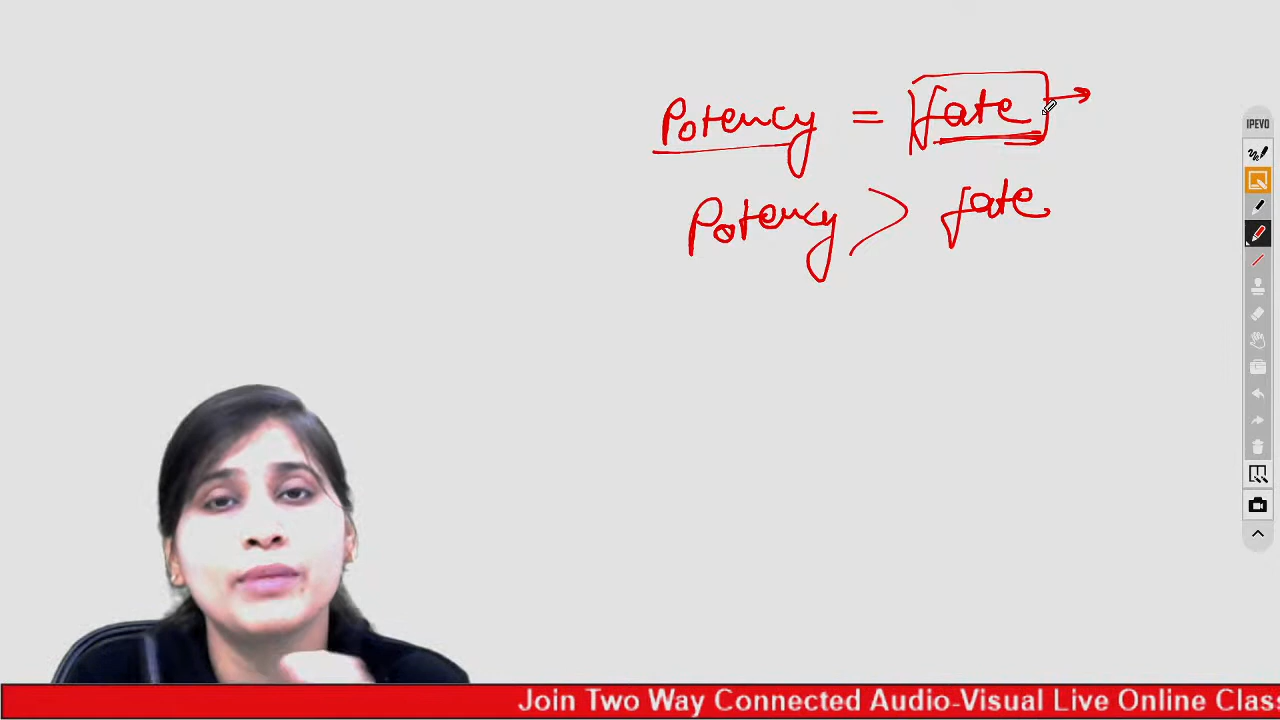 Potency = fate
Potency > fate
IPEVO
Join Two Way Connected Audio-Visual Live Online Clas